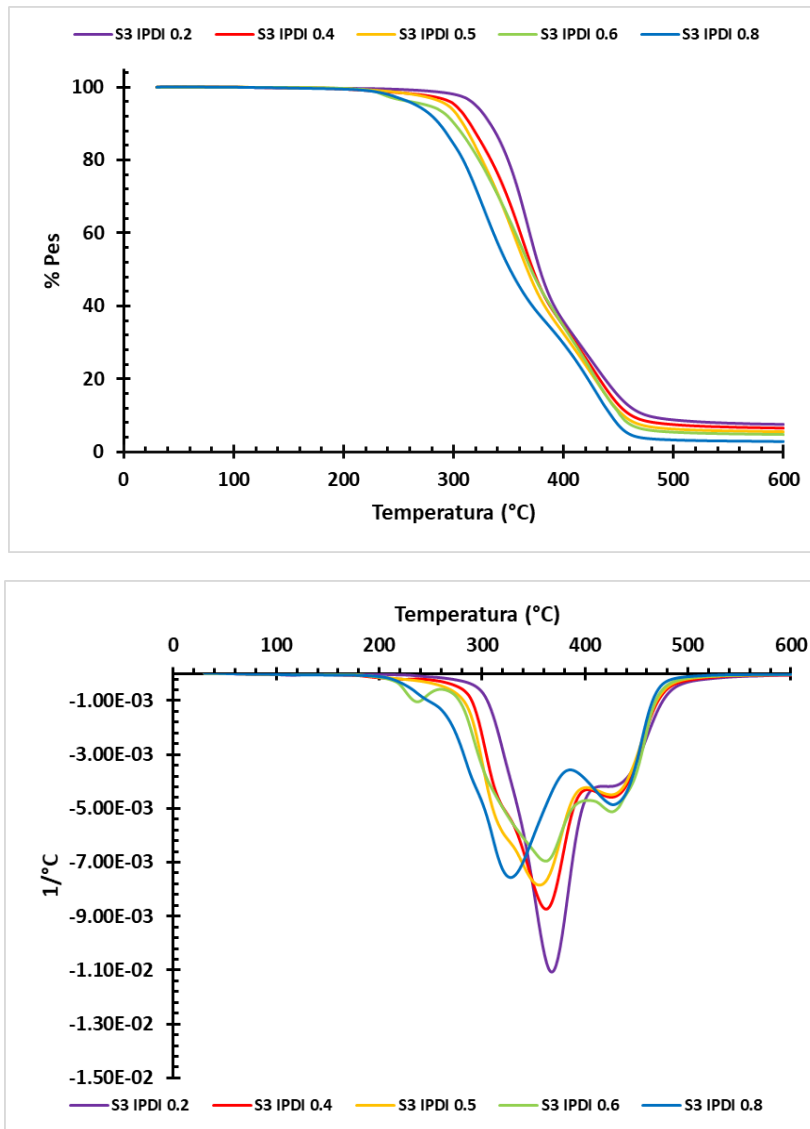 S3 IPDI 0.2 S3 IPDI 0.4 S3 IPDI 0.5 S3 IPDI 0.6 S3 IPDI 0.8
100
80
60
40
20
0
% Pes
0 100 200 300 400 500 600
Temperatura (°C)
Temperatura (°C)
0 100 200 300 400 500 600
-1.00E-03
-3.00E-03
-5.00E-03
-7.00E-03
-9.00E-03
-1.10E-02
-1.30E-02
-1.50E-02
1/°C
S3 IPDI 0.2 S3 IPDI 0.4 S3 IPDI 0.5 S3 IPDI 0.6 S3 IPDI 0.8